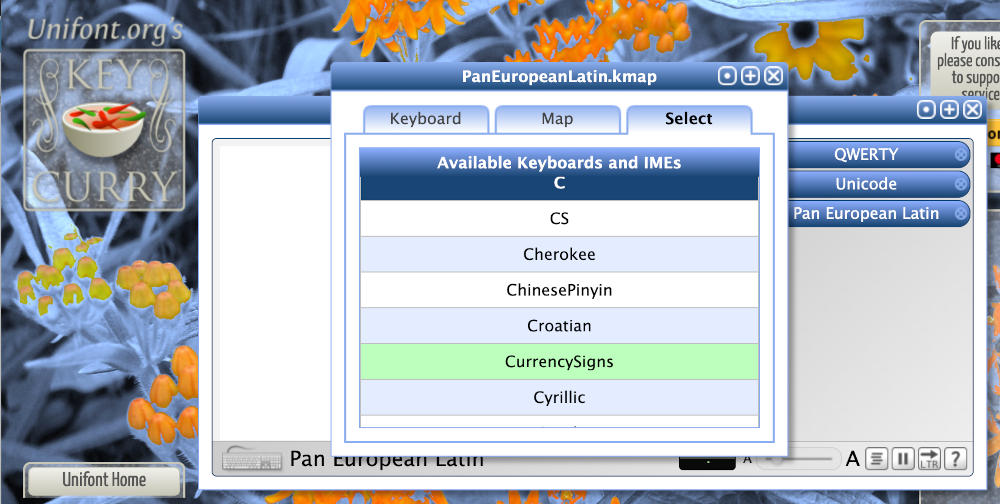 Unifont.org's
KEY
CURRY
If you like
please cons
to suppo
service
PanEuropeanLatin.kmap
Keyboard
Map
Select
Available Keyboards and IMEs
C
CS
Cherokee
ChinesePinyin
Croatian
CurrencySigns
Cyrillic
QWERTY
Unicode
Pan European Latin
Pan European Latin
A
A
LTR
?
Unifont Home